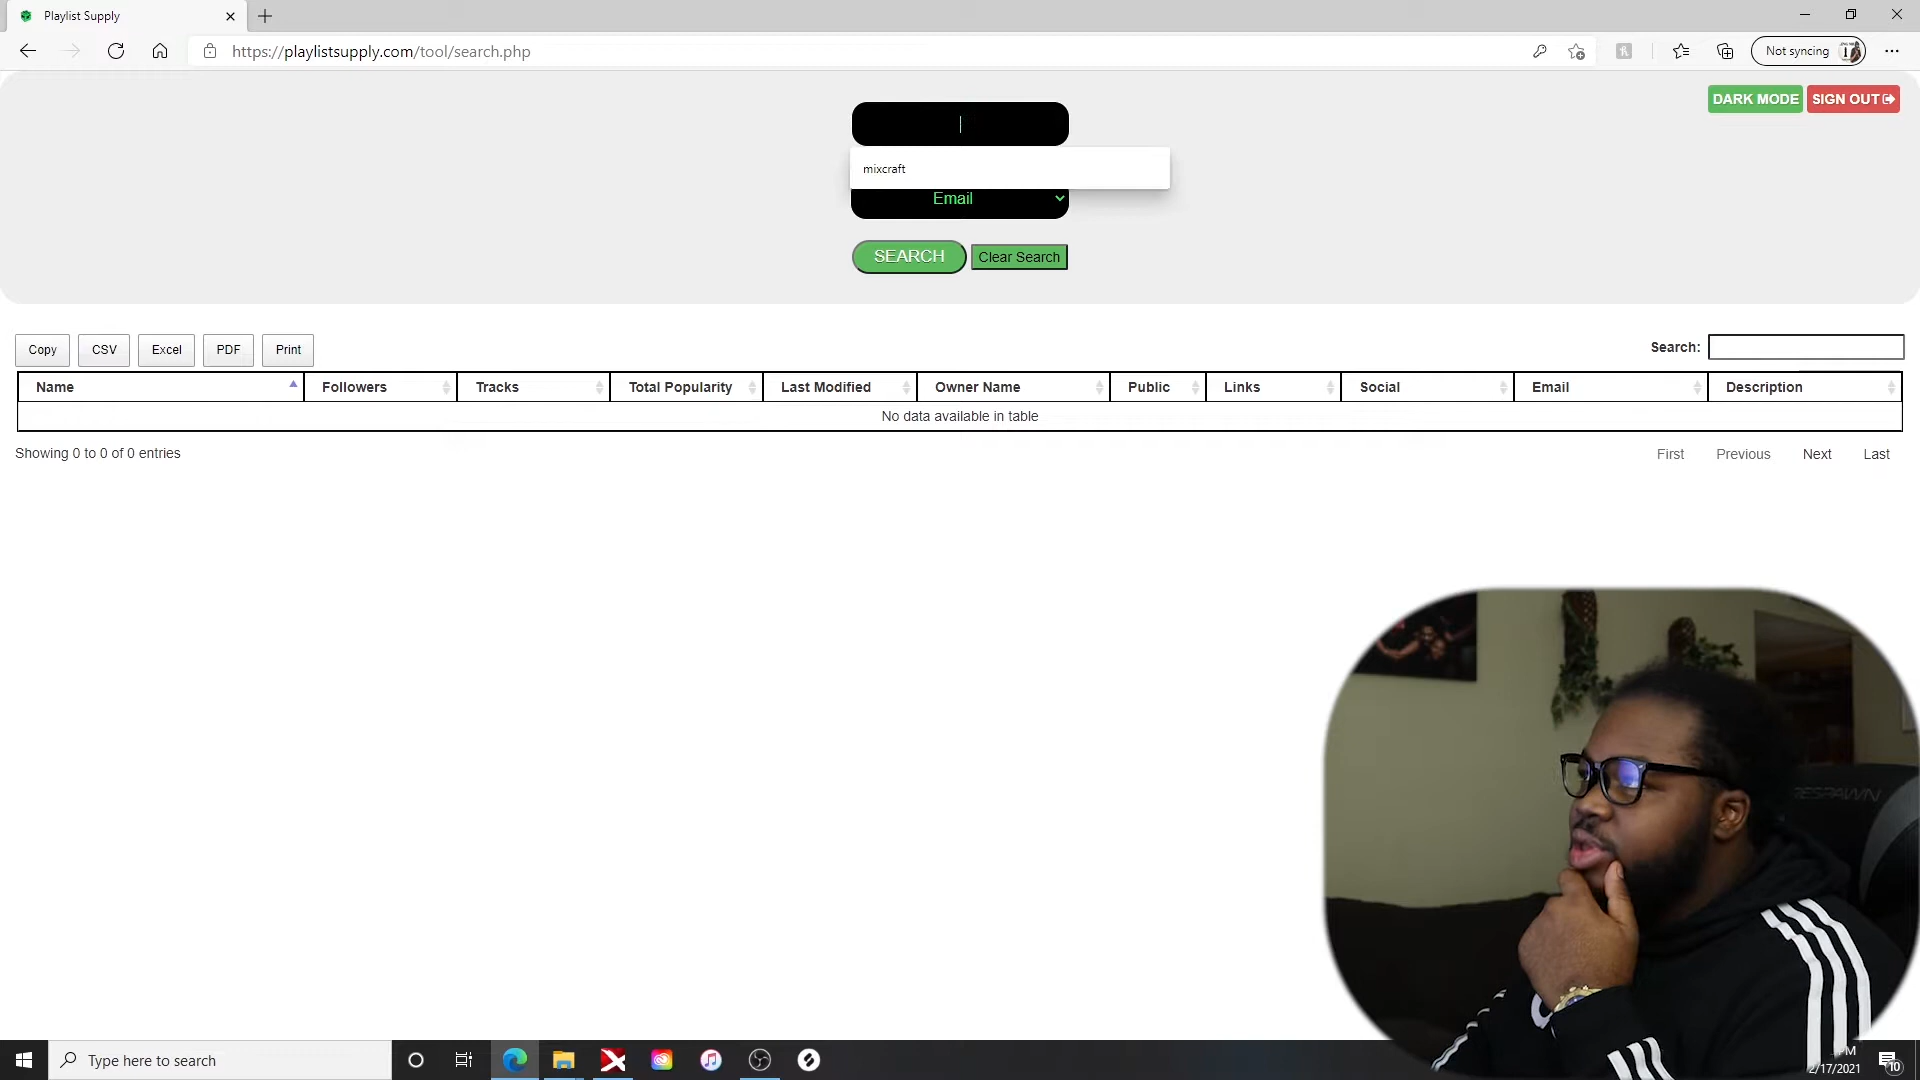 Playlist Supply
https://playlistsupply.com/tool/search.php
Not syncing
DARK MODE
SIGN OUT
mixcraft
Email
SEARCH
Clear Search
Copy
CSV
Excel
PDF
Print
Search:
Name
Followers
Tracks
Total Popularity
Last Modified
Owner Name
Public
Links
Social
Email
Description
No data available in table
Showing 0 to 0 of 0 entries
First
Previous
Next
Last
RESPAWN
Type here to search
PM
2/17/2021
10